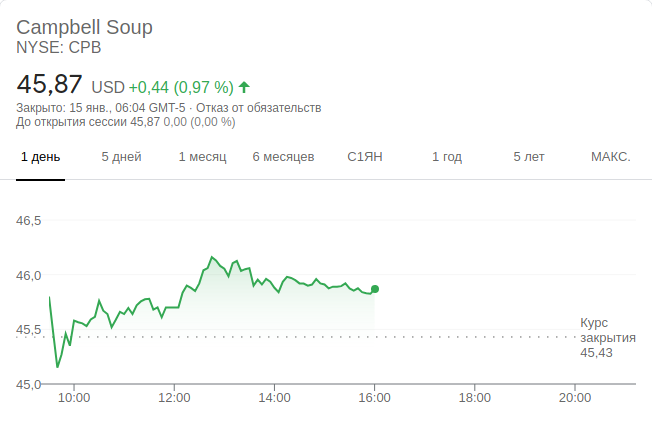 Campbell Soup
NYSE: CPB
45,87 USD +0,44 (0,97 %)
Закрыто: 15 янв., 06:04 GMT-5 · Отказ от обязательств
До открытия сессии 45,87 0,00 (0,00 %)
1 день 5 дней 1 месяц 6 месяцев С1ЯН 1 год 5 лет МАКС.
46,5
46,0
45,5
Курс
закрытия
45,43
45,0
10:00 12:00 14:00 16:00 18:00 20:00